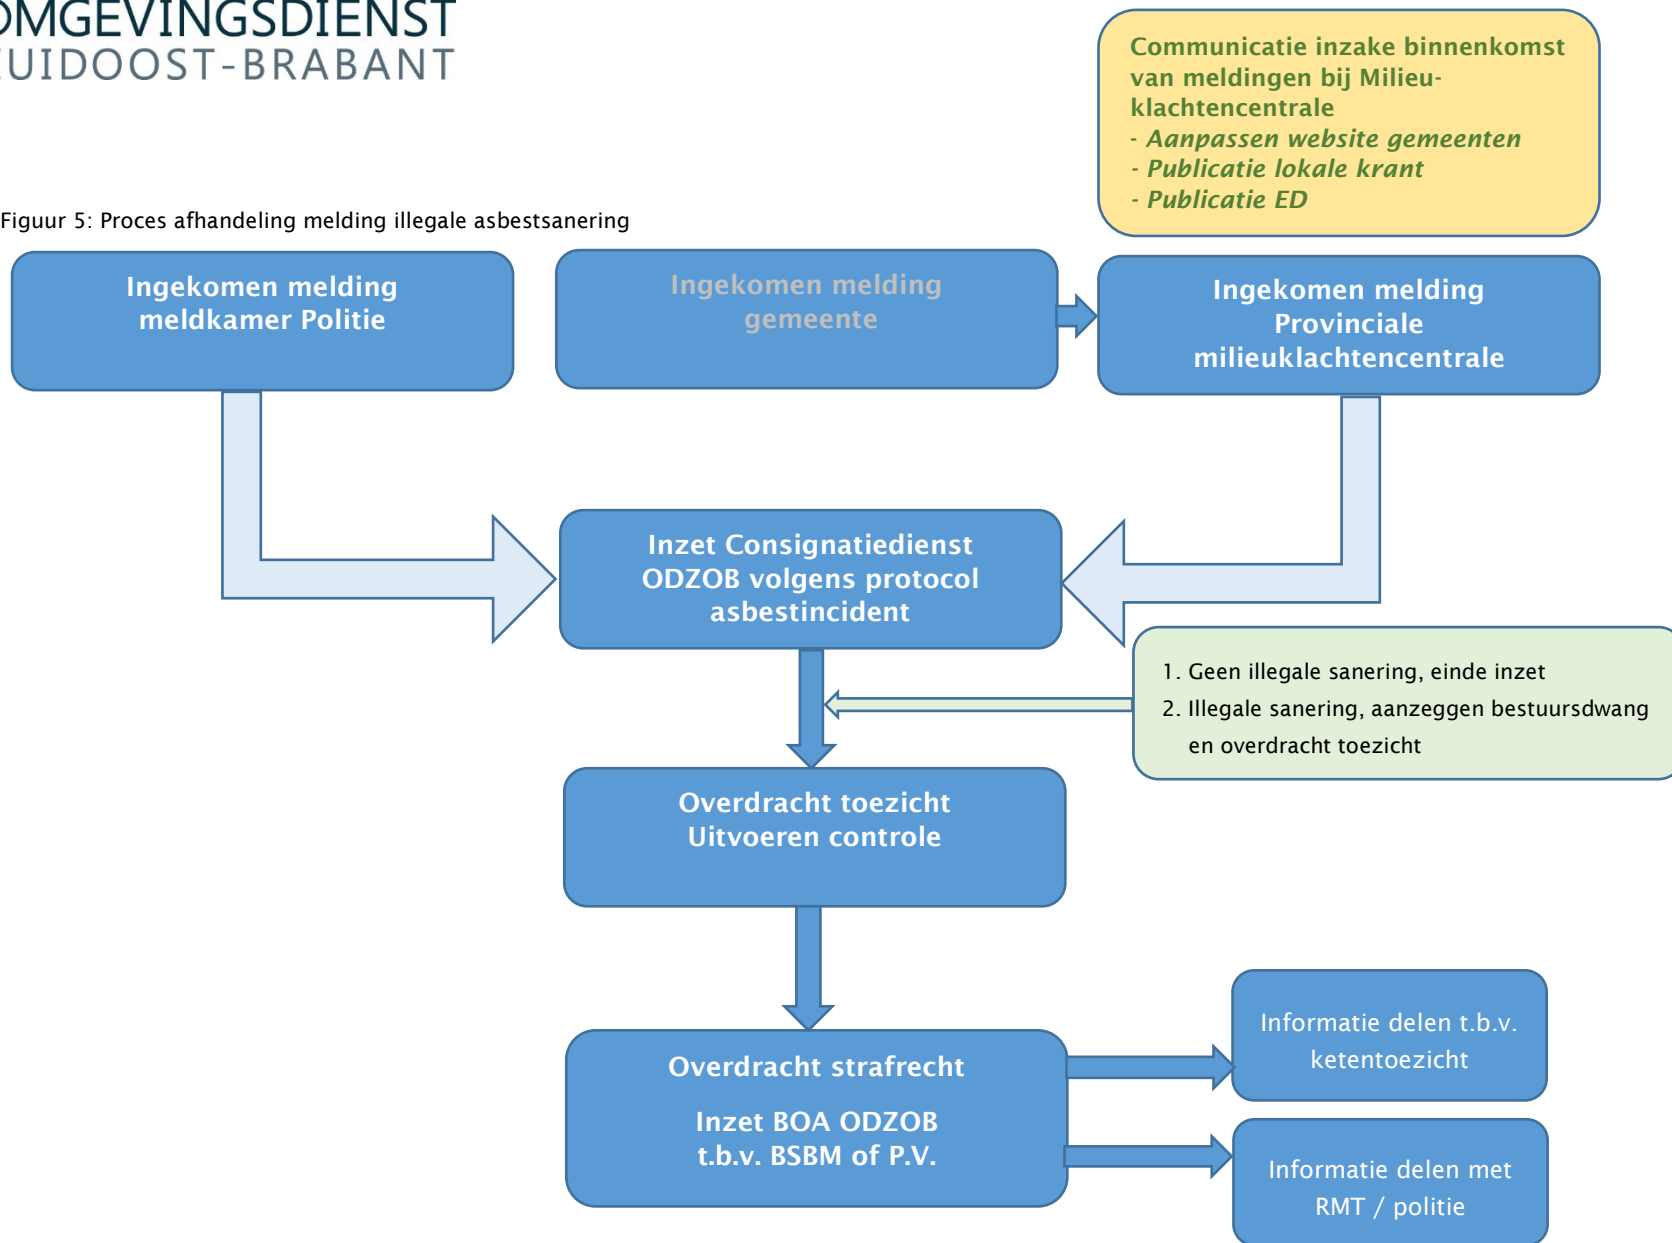 OMGEVINGSDIENST
ZUIDOOST-BRABANT
Communicatie inzake binnenkomst
van meldingen bij Milieu-
klachtencentrale
- Aanpassen website gemeenten
- Publicatie lokale krant
- Publicatie ED
Figuur 5: Proces afhandeling melding illegale asbestsanering
Ingekomen melding
meldkamer Politie
Ingekomen melding
gemeente
Ingekomen melding
Provinciale
milieuklachtencentrale
Inzet Consignatiedienst
ODZOB volgens protocol
asbestincident
1. Geen illegale sanering, einde inzet
2. Illegale sanering, aanzeggen bestuursdwang
en overdracht toezicht
Overdracht toezicht
Uitvoeren controle
Overdracht strafrecht
Inzet BOA ODZOB
t.b.v. BSBM of P.V.
Informatie delen t.b.v.
ketentoezicht
Informatie delen met
RMT / politie